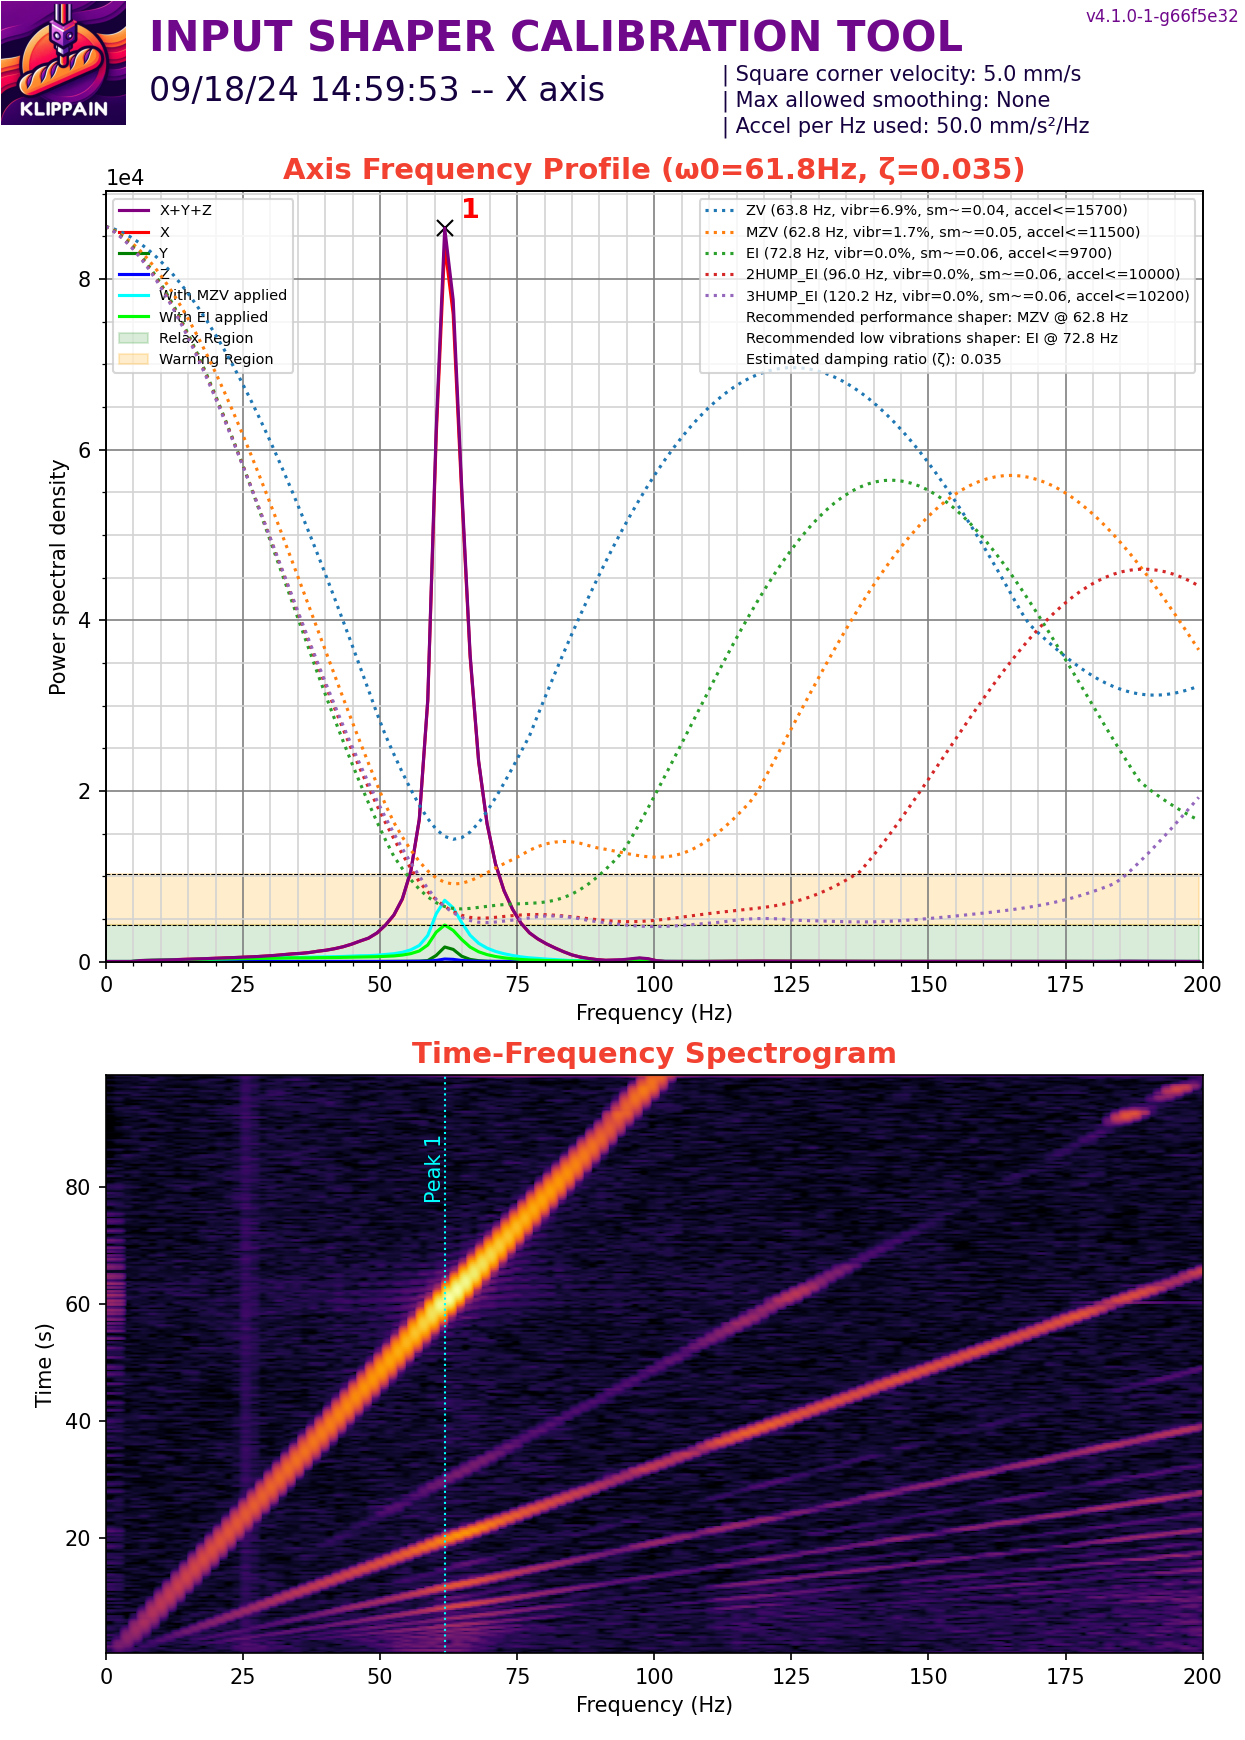 v4.1.0-1-g66f5e32
INPUT SHAPER CALIBRATION TOOL
09/18/24 14:59:53 -- X axis
| Square corner velocity: 5.0 mm/s
| Max allowed smoothing: None
| Accel per Hz used: 50.0 mm/s²/Hz
KLIPPAIN
Axis Frequency Profile (ω0=61.8Hz, ζ=0.035)
1e4
1
X+Y+Z
X
Y
Z
With MZV applied
With EI applied
Relax Region
Warning Region
ZV (63.8 Hz, vibr=6.9%, sm~=0.04, accel<=15700)
MZV (62.8 Hz, vibr=1.7%, sm~=0.05, accel<=11500)
EI (72.8 Hz, vibr=0.0%, sm~=0.06, accel<=9700)
2HUMP_EI (96.0 Hz, vibr=0.0%, sm~=0.06, accel<=10000)
3HUMP_EI (120.2 Hz, vibr=0.0%, sm~=0.06, accel<=10200)
Recommended performance shaper: MZV @ 62.8 Hz
Recommended low vibrations shaper: EI @ 72.8 Hz
Estimated damping ratio (ζ): 0.035
Power spectral density
8
6
4
2
0
0 25 50 75 100 125 150 175 200
Frequency (Hz)
Time-Frequency Spectrogram
Peak 1
Time (s)
80
60
40
20
0 25 50 75 100 125 150 175 200
Frequency (Hz)